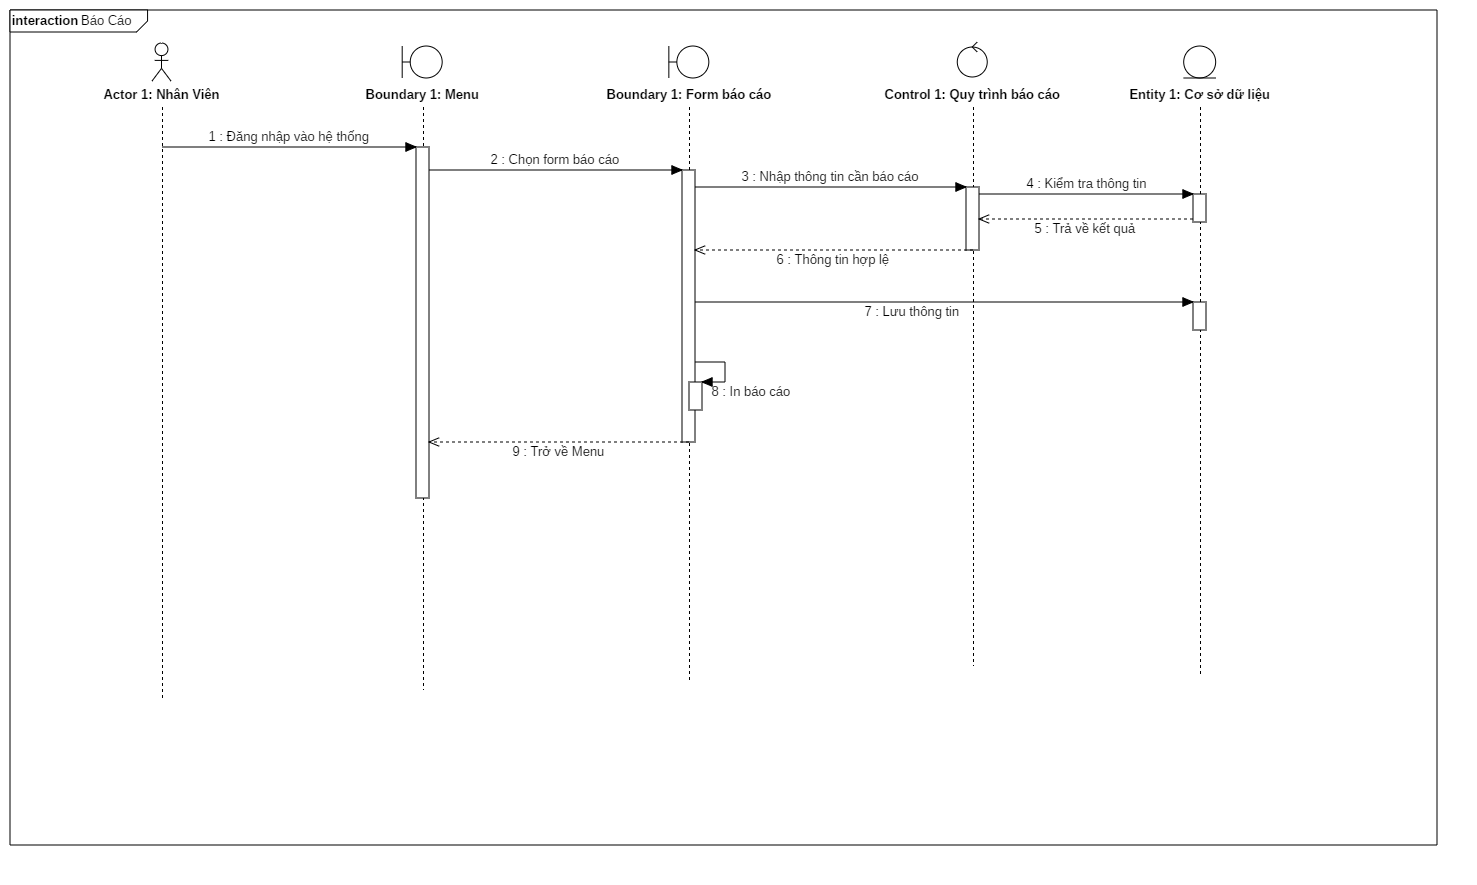 interaction Báo Cáo
Actor 1: Nhân Viên
Boundary 1: Menu
Boundary 1: Form báo cáo
Control 1: Quy trình báo cáo
Entity 1: Cơ sở dữ liệu
1 : Đăng nhập vào hệ thống
2 : Chọn form báo cáo
3 : Nhập thông tin cần báo cáo
4 : Kiểm tra thông tin
5 : Trả về kết quả
6 : Thông tin hợp lệ
7 : Lưu thông tin
8 : In báo cáo
9 : Trở về Menu